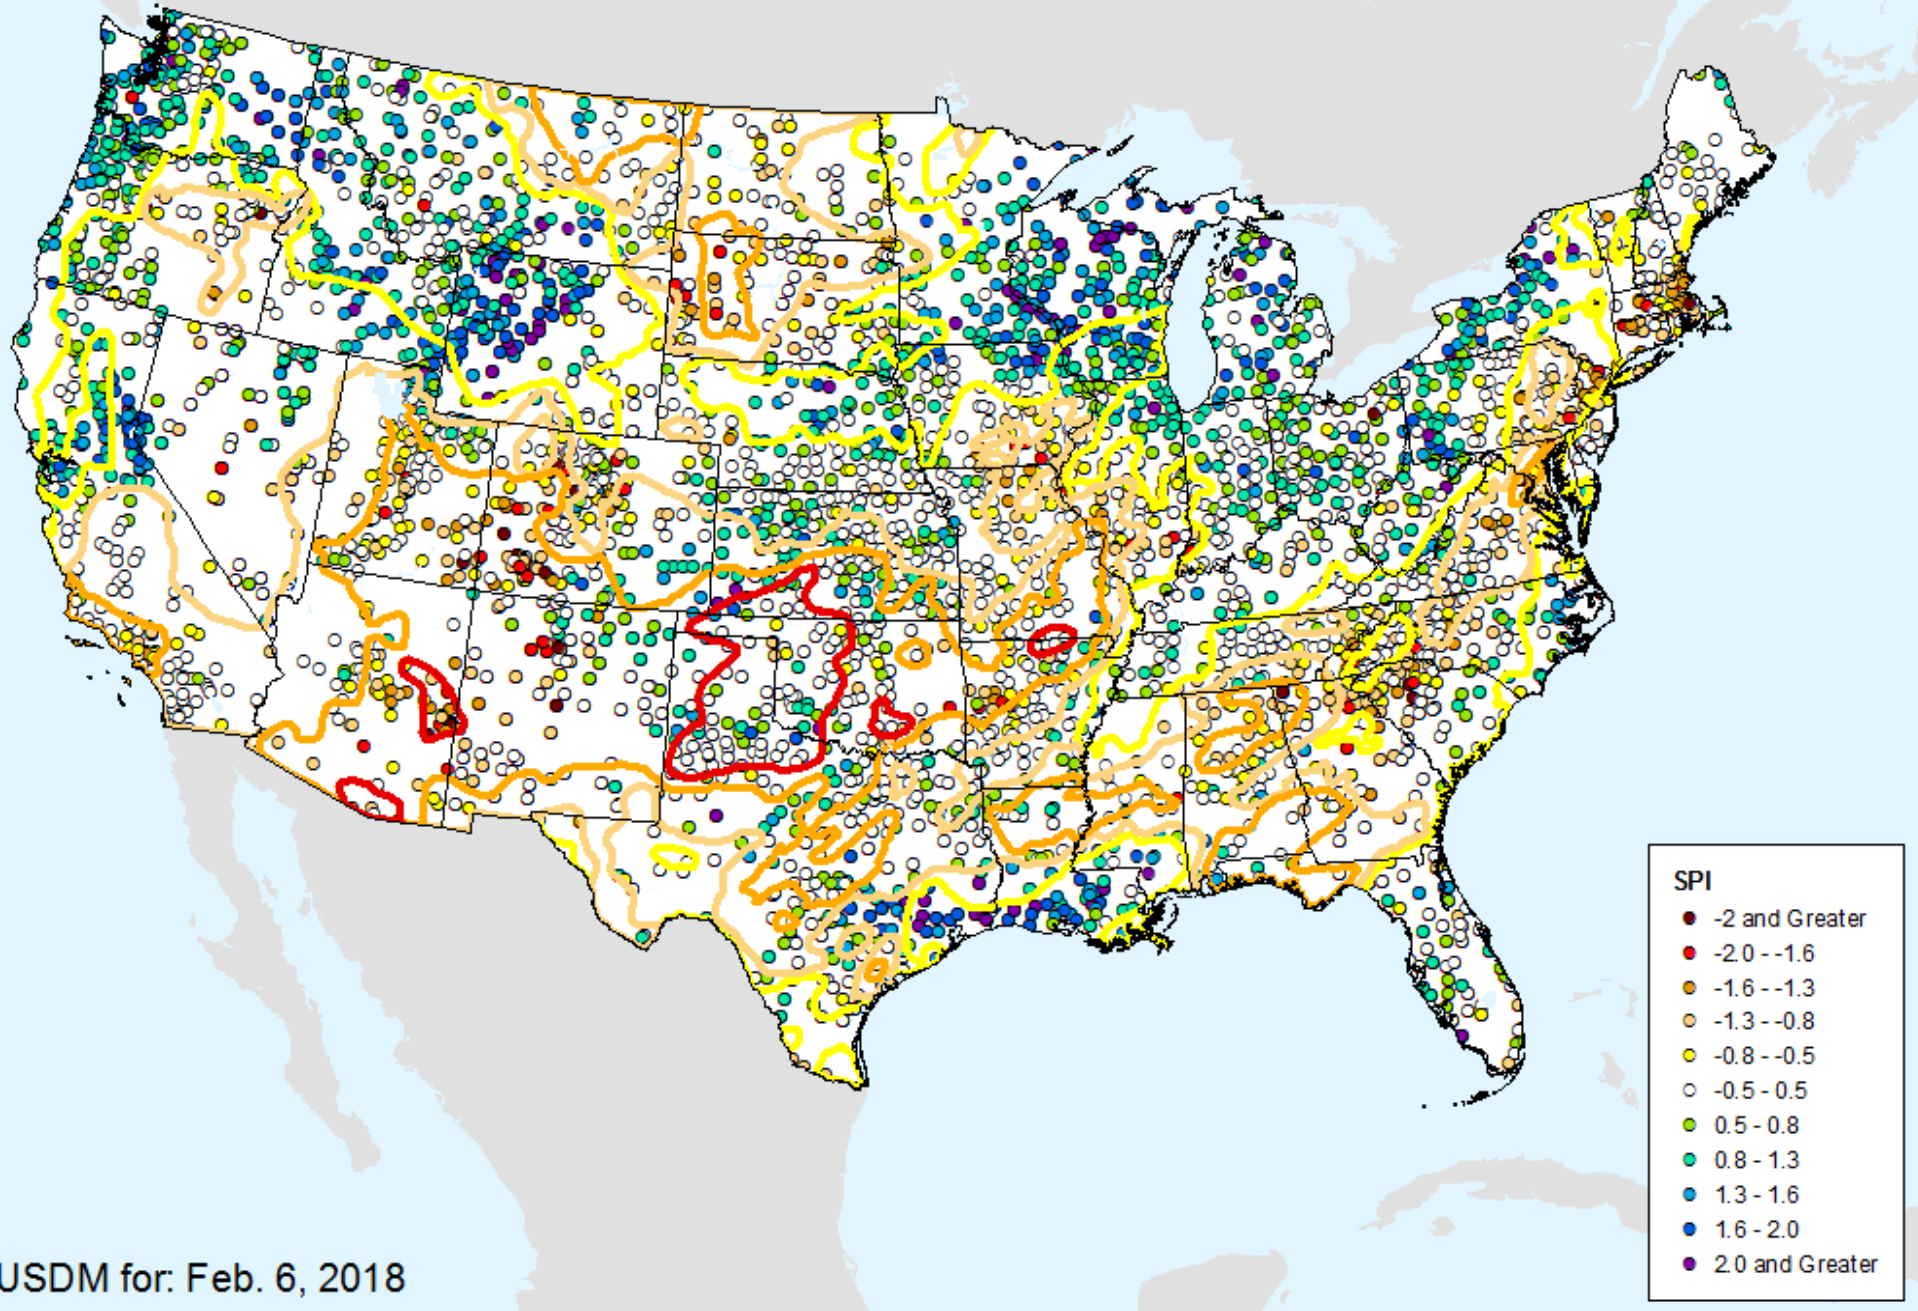 SPI
-2 and Greater
-2.0 - -1.6
-1.6 - -1.3
-1.3 - -0.8
-0.8 - -0.5
-0.5 - 0.5
0.5 - 0.8
0.8 - 1.3
1.3 - 1.6
1.6 - 2.0
2.0 and Greater
USDM for: Feb. 6, 2018